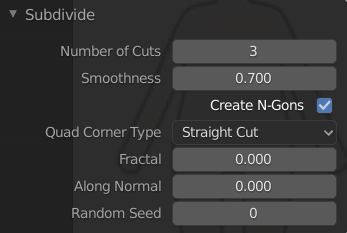 Subdivide
Number of Cuts 3
Smoothness 0.700
Create N-Gons
Quad Corner Type Straight Cut
Fractal 0.000
Along Normal 0.000
Random Seed 0